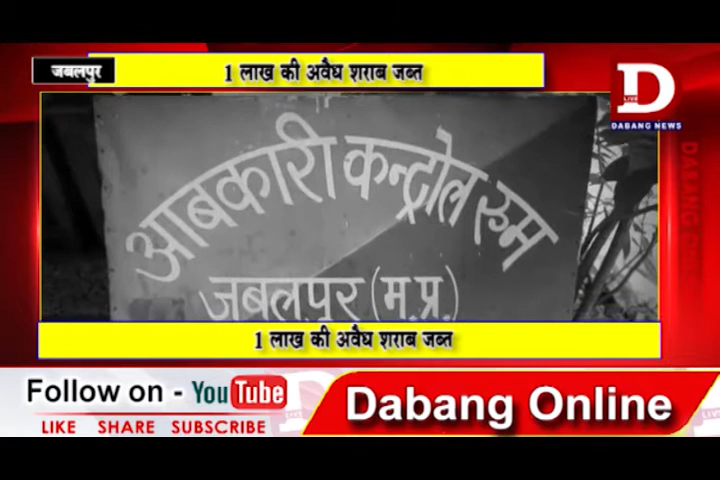 जबलपुर
1 लाख की अवैध शराब जब्त
LIVE
DABANG NEWS
आबकारी कन्ट्रोल रुम
जबलपुर (म.प्र.)
1 लाख की अवैध शराब जब्त
Follow on - YouTube
LIKE SHARE SUBSCRIBE
Dabang Online